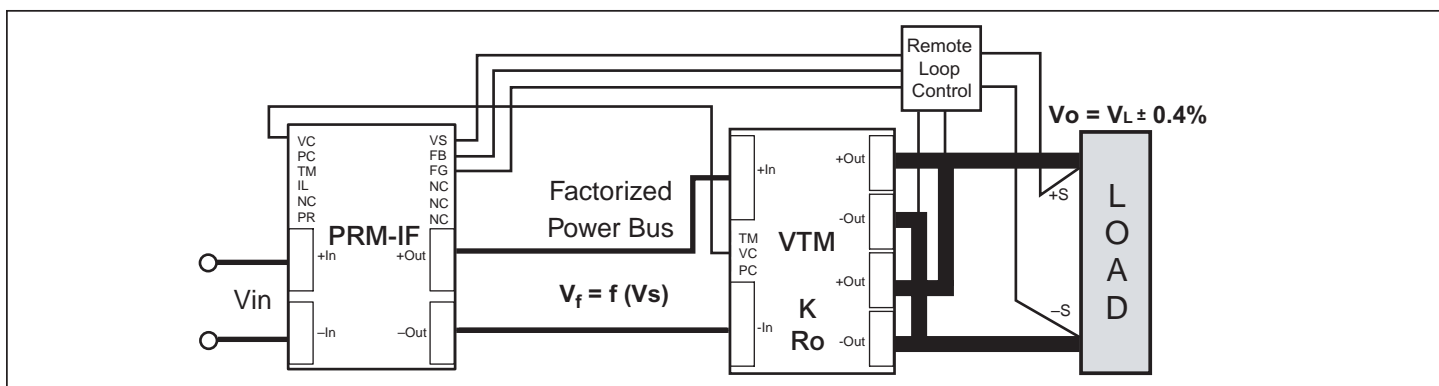 Remote
Loop
Control
Vo = VL ± 0.4%
VC
PC
TM
IL
NC
PR
VS
FB
FG
NC
NC
NC
PRM-IF
+In
+Out
–In
–Out
Vin
Factorized
Power Bus
Vf = f (Vs)
+In
TM
VC
PC
-In
VTM
K
Ro
+Out
-Out
+Out
-Out
+S
–S
L
O
A
D